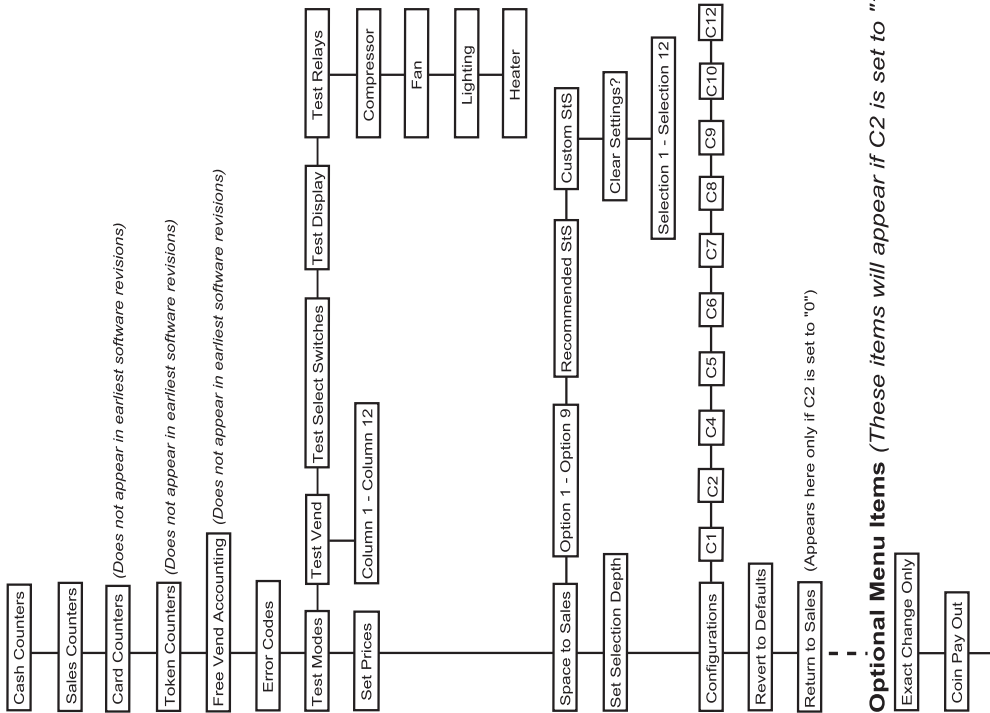 Cash Counters
Sales Counters
Card Counters (Does not appear in earliest software revisions)
Token Counters (Does not appear in earliest software revisions)
Free Vend Accounting (Does not appear in earliest software revisions)
Error Codes
Test Modes
Test Vend
Test Select Switches
Test Display
Test Relays
Column 1 - Column 12
Compressor
Fan
Lighting
Heater
Set Prices
Space to Sales
Option 1 - Option 9
Recommended StS
Custom StS
Clear Settings?
Selection 1 - Selection 12
Set Selection Depth
Configurations
C1
C2
C4
C5
C6
C7
C8
C9
C10
C12
Revert to Defaults
Return to Sales (Appears here only if C2 is set to "0")
Optional Menu Items (These items will appear if C2 is set to "
Exact Change Only
Coin Pay Out